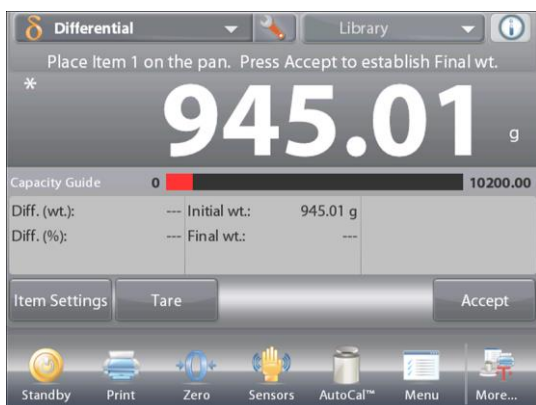 δ Differential Library i
Place Item 1 on the pan. Press Accept to establish Final wt.
* 945.01 g
Capacity Guide 0 10200.00
Diff. (wt.): --- Initial wt.: 945.01 g
Diff. (%): --- Final wt.: ---
Item Settings Tare Accept
Standby Print Zero Sensors AutoCal™ Menu More...